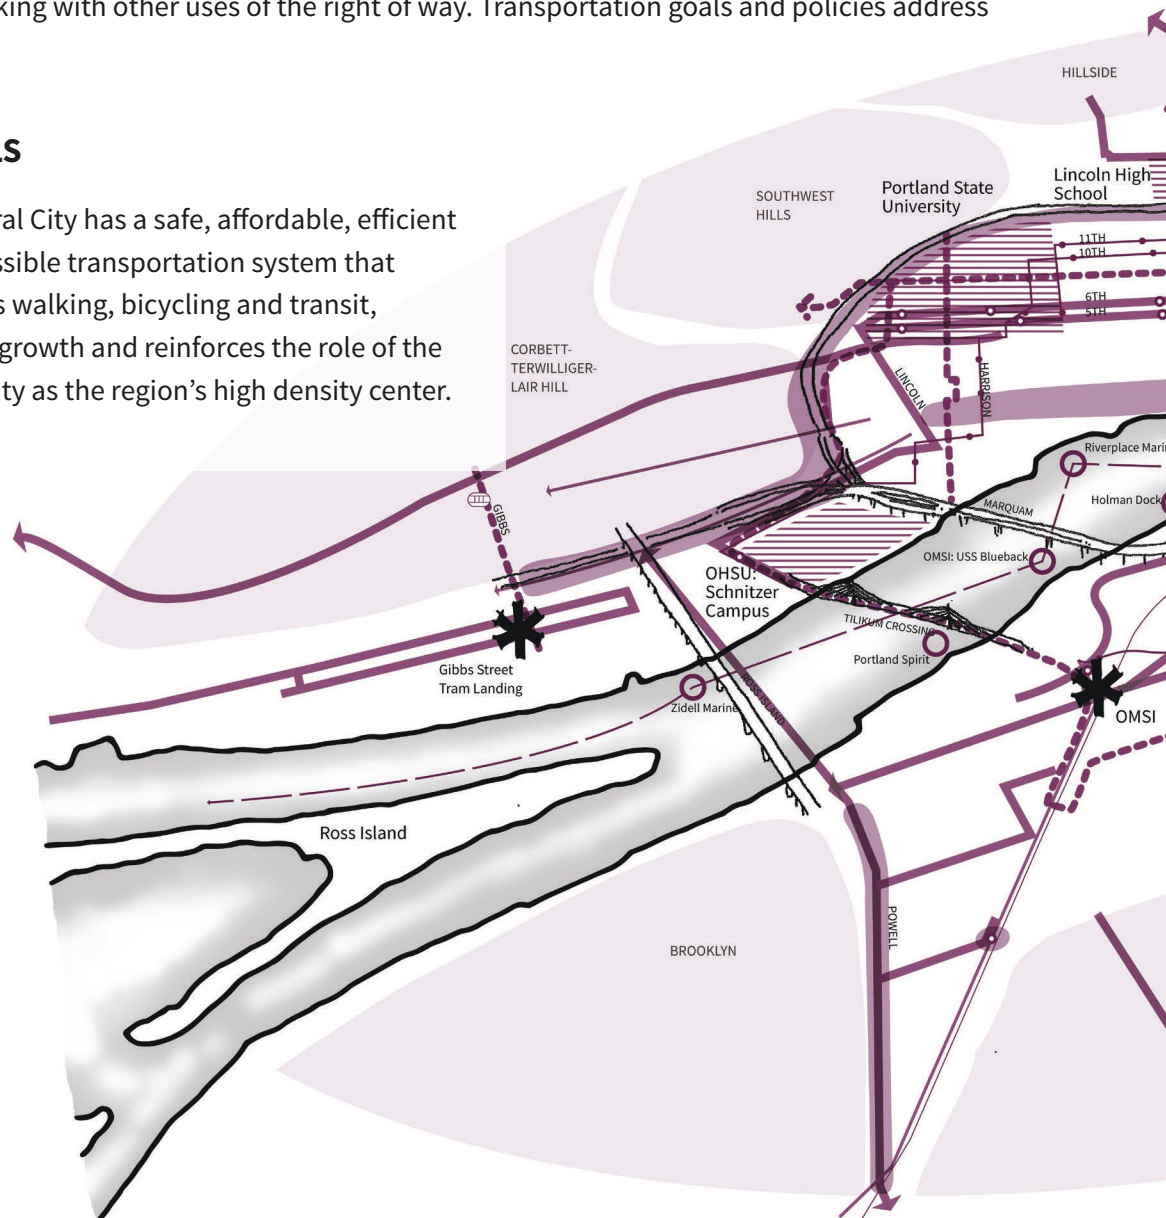 king with other uses of the right of way. Transportation goals and policies address
LS
ral City has a safe, affordable, efficient
ssible transportation system that
s walking, bicycling and transit,
growth and reinforces the role of the
ty as the region's high density center.
HILLSIDE
Lincoln High
School
Portland State
University
SOUTHWEST
HILLS
11TH
10TH
6TH
5TH
CORBETT-
TERWILLIGER-
LAIR HILL
LINCOLN
HARRISON
Riverplace Mari
Holman Dock
MARQUAM
GIBBS
OMSI: USS Blueback
OHSU:
Schnitzer
Campus
TILIKUM CROSSING
Portland Spirit
Gibbs Street
Tram Landing
Zidell Marine
ROSS ISLAND
OMSI
Ross Island
POWELL
BROOKLYN